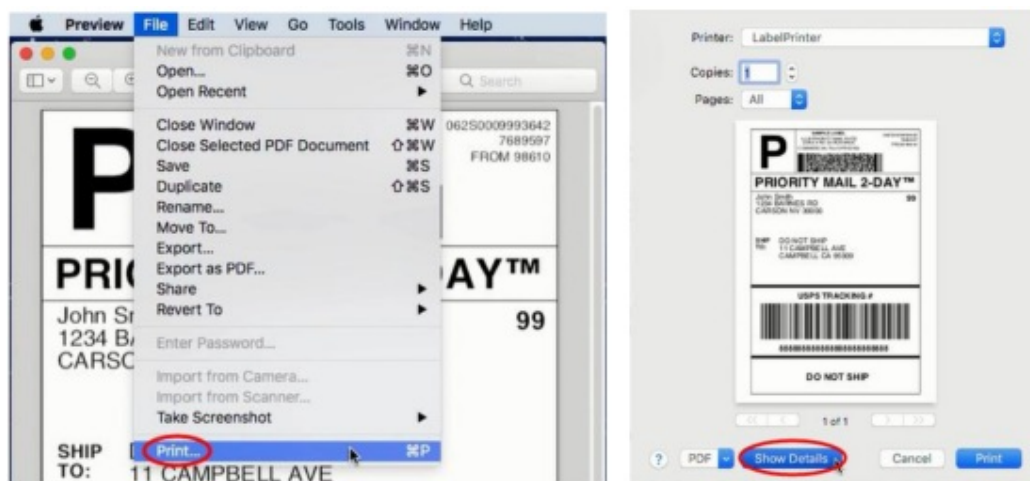 Preview File Edit View Go Tools Window Help
New from Clipboard ⌘N
Open... ⌘O
Open Recent
Close Window ⌘W
Close Selected PDF Document ⇧⌘W
Save ⌘S
Duplicate ⇧⌘S
Rename...
Move To...
Export...
Export as PDF...
Share
Revert To
Enter Password...
Import from Camera...
Import from Scanner...
Take Screenshot
Print... ⌘P
Search
P
062S0009993642
7689597
FROM 98610
PRI AY™
John S
1234 B
CARSO
99
SHIP
TO: 11 CAMPBELL AVE
Printer: LabelPrinter
Copies: 1
Pages: All
P
PRIORITY MAIL 2-DAY™
John Smith 99
1234 BARNES RD
CARSON NV
SHIP DO NOT SHIP
TO: 11 CAMPBELL AVE
CAMPBELL CA
USPS TRACKING #
DO NOT SHIP
1 of 1
? PDF Show Details Cancel Print